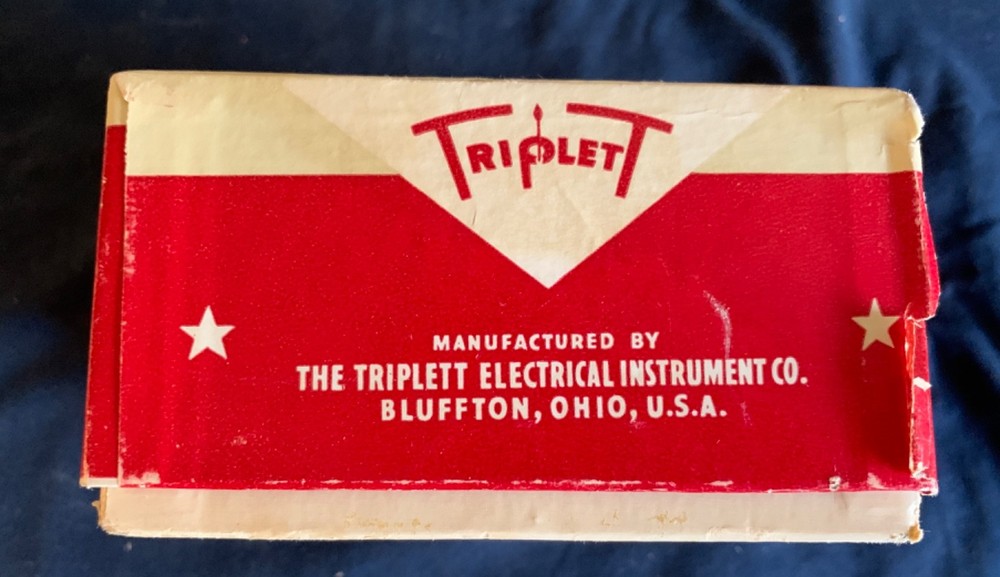 TRIPLETT
MANUFACTURED BY
THE TRIPLETT ELECTRICAL INSTRUMENT CO.
BLUFFTON, OHIO, U.S.A.